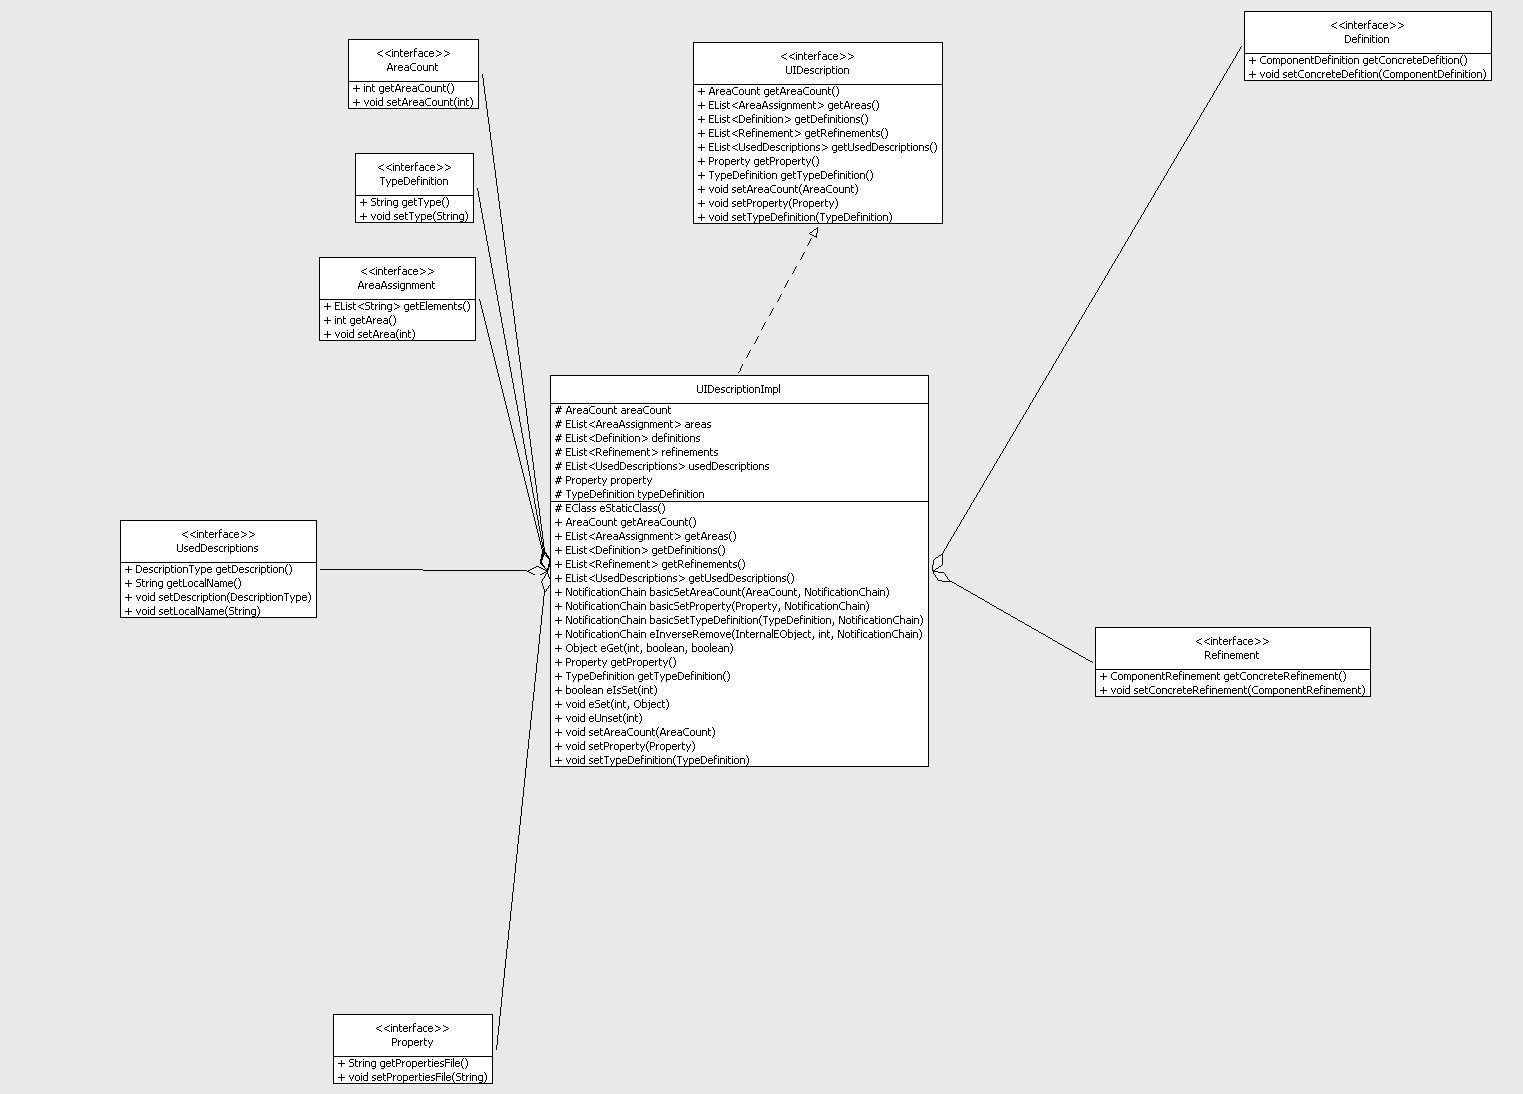 <<interface>>
AreaCount
+ int getAreaCount()
+ void setAreaCount(int)
<<interface>>
UIDescription
+ AreaCount getAreaCount()
+ EList<AreaAssignment> getAreas()
+ EList<Definition> getDefinitions()
+ EList<Refinement> getRefinements()
+ EList<UsedDescriptions> getUsedDescriptions()
+ Property getProperty()
+ TypeDefinition getTypeDefinition()
+ void setAreaCount(AreaCount)
+ void setProperty(Property)
+ void setTypeDefinition(TypeDefinition)
<<interface>>
Definition
+ ComponentDefinition getConcreteDefition()
+ void setConcreteDefition(ComponentDefinition)
<<interface>>
TypeDefinition
+ String getType()
+ void setType(String)
<<interface>>
AreaAssignment
+ EList<String> getElements()
+ int getArea()
+ void setArea(int)
UIDescriptionImpl
# AreaCount areaCount
# EList<AreaAssignment> areas
# EList<Definition> definitions
# EList<Refinement> refinements
# EList<UsedDescriptions> usedDescriptions
# Property property
# TypeDefinition typeDefinition
# EClass eStaticClass()
+ AreaCount getAreaCount()
+ EList<AreaAssignment> getAreas()
+ EList<Definition> getDefinitions()
+ EList<Refinement> getRefinements()
+ EList<UsedDescriptions> getUsedDescriptions()
+ NotificationChain basicSetAreaCount(AreaCount, NotificationChain)
+ NotificationChain basicSetProperty(Property, NotificationChain)
+ NotificationChain basicSetTypeDefinition(TypeDefinition, NotificationChain)
+ NotificationChain eInverseRemove(InternalEObject, int, NotificationChain)
+ Object eGet(int, boolean, boolean)
+ Property getProperty()
+ TypeDefinition getTypeDefinition()
+ boolean eIsSet(int)
+ void eSet(int, Object)
+ void eUnset(int)
+ void setAreaCount(AreaCount)
+ void setProperty(Property)
+ void setTypeDefinition(TypeDefinition)
<<interface>>
UsedDescriptions
+ DescriptionType getDescription()
+ String getLocalName()
+ void setDescription(DescriptionType)
+ void setLocalName(String)
<<interface>>
Refinement
+ ComponentRefinement getConcreteRefinement()
+ void setConcreteRefinement(ComponentRefinement)
<<interface>>
Property
+ String getPropertiesFile()
+ void setPropertiesFile(String)